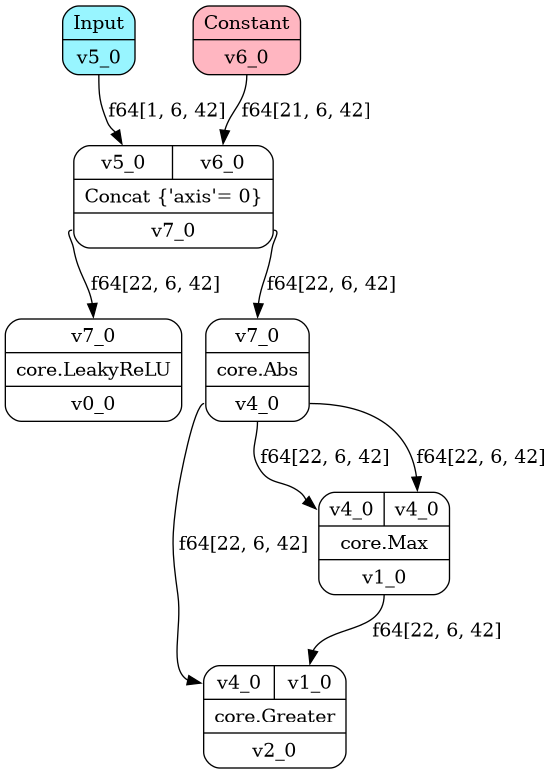 Input
v5_0
Constant
v6_0
f64[1, 6, 42]
f64[21, 6, 42]
v5_0
v6_0
Concat {'axis'= 0}
v7_0
f64[22, 6, 42]
f64[22, 6, 42]
v7_0
core.LeakyReLU
v0_0
v7_0
core.Abs
v4_0
f64[22, 6, 42]
f64[22, 6, 42]
v4_0
v4_0
core.Max
v1_0
f64[22, 6, 42]
f64[22, 6, 42]
v4_0
v1_0
core.Greater
v2_0